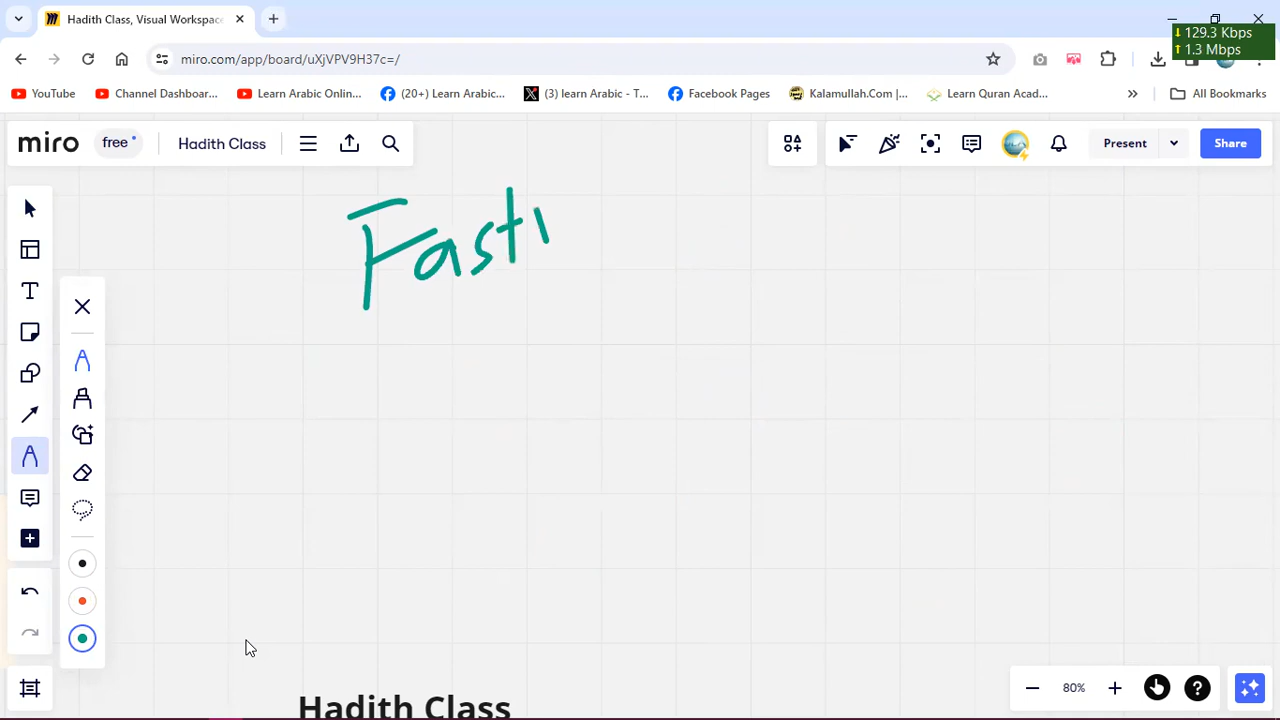 Hadith Class, Visual Workspace
129.3 Kbps
1.3 Mbps
miro.com/app/board/uXjVPV9H37c=/
YouTube
Channel Dashboar...
Learn Arabic Onlin...
(20+) Learn Arabic...
(3) learn Arabic - T...
Facebook Pages
Kalamullah.Com |...
Learn Quran Acad...
All Bookmarks
miro
free
Hadith Class
Present
Share
Fasti
Hadith Class
80%